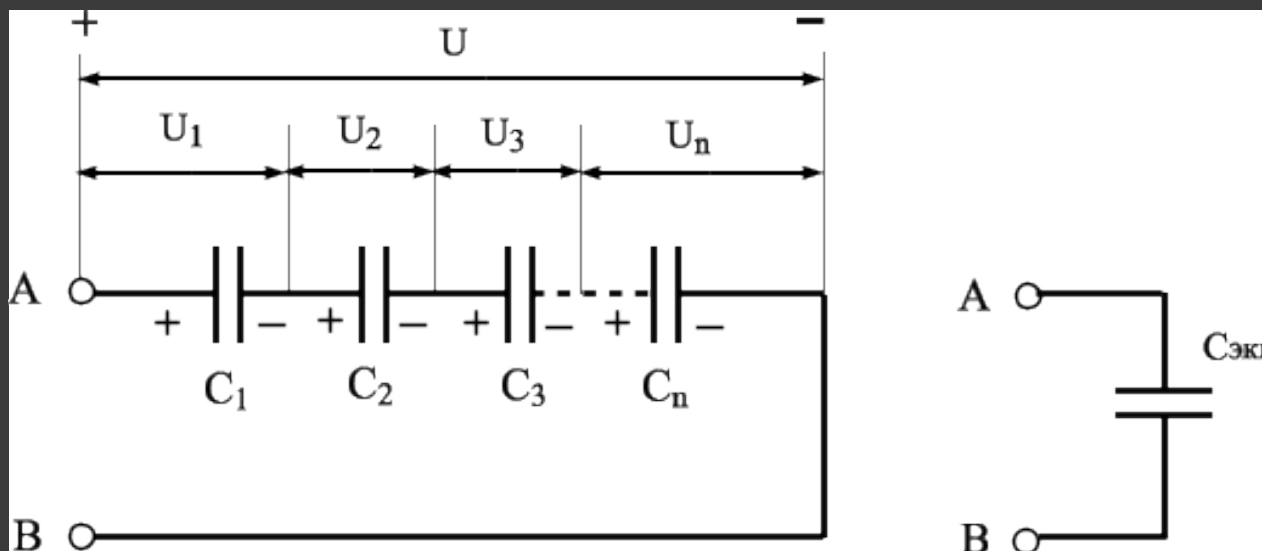 + −
U
U₁ U₂ U₃ Uₙ
A
+ − + − + − + −
C₁ C₂ C₃ Cₙ
B
A
Cэк
B